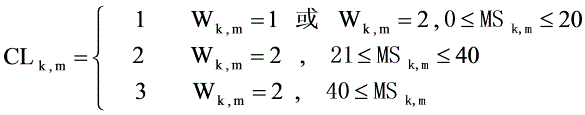 1 W k,m =1 或 W k,m =2 ,0≤MS k,m ≤20
CL k,m = { 2 W k,m =2 , 21≤MS k,m ≤40
3 W k,m =2 , 40≤MS k,m